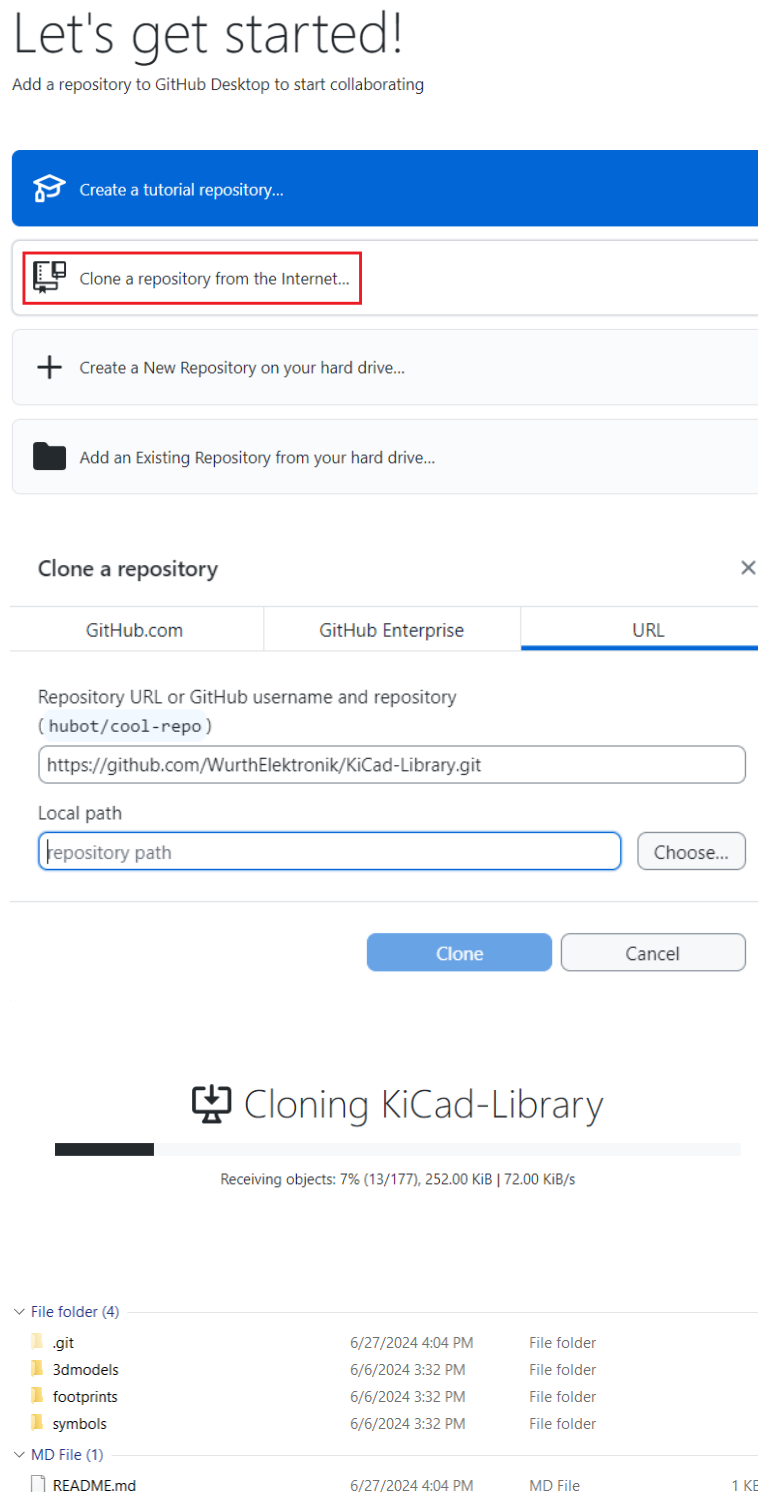 Let's get started!
Add a repository to GitHub Desktop to start collaborating
Create a tutorial repository...
Clone a repository from the Internet...
Create a New Repository on your hard drive...
Add an Existing Repository from your hard drive...
Clone a repository
GitHub.com GitHub Enterprise URL
Repository URL or GitHub username and repository
(hubot/cool-repo)
https://github.com/WurthElektronik/KiCad-Library.git
Local path
repository path Choose...
Clone Cancel
Cloning KiCad-Library
Receiving objects: 7% (13/177), 252.00 KiB | 72.00 KiB/s
File folder (4)
.git 6/27/2024 4:04 PM File folder
3dmodels 6/6/2024 3:32 PM File folder
footprints 6/6/2024 3:32 PM File folder
symbols 6/6/2024 3:32 PM File folder
MD File (1)
README.md 6/27/2024 4:04 PM MD File 1 KB